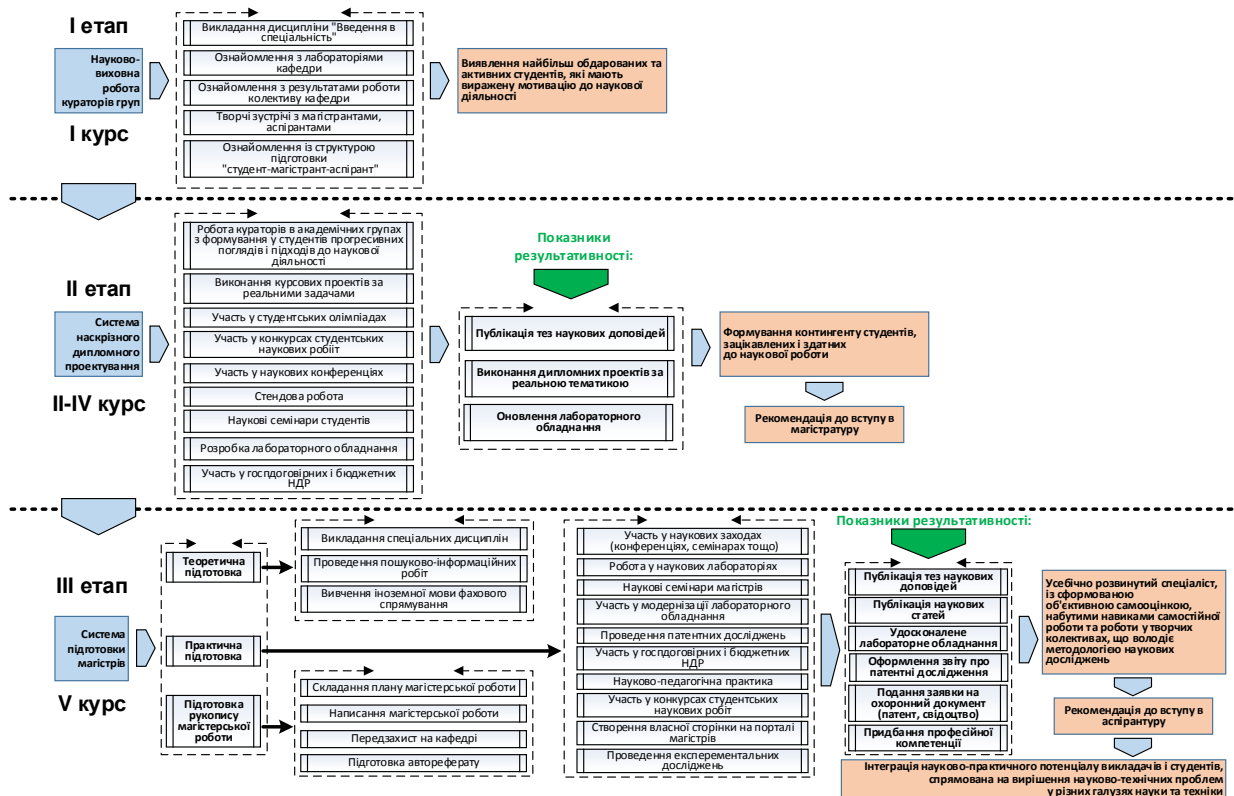 І етап
Науково-
виховна
робота
кураторів груп
І курс
Викладання дисципліни "Введення в
спеціальність"
Ознайомлення з лабораторіями
кафедри
Ознайомлення з результатами роботи
колективу кафедри
Творчі зустрічі з магістрантами,
аспірантами
Ознайомлення із структурою
підготовки
"студент-магістрант-аспірант"
Виявлення найбільш обдарованих та
активних студентів, які мають
виражену мотивацію до наукової
діяльності
ІІ етап
Система
наскрізного
дипломного
проектування
ІІ-IV курс
Робота кураторів в академічних групах
з формування у студентів прогресивних
поглядів і підходів до наукової
діяльності
Виконання курсових проектів за
реальними задачами
Участь у студентських олімпіадах
Участь у конкурсах студентських
наукових робііт
Участь у наукових конференціях
Стендова робота
Наукові семінари студентів
Розробка лабораторного обладнання
Участь у госпдоговірних і бюджетних
НДР
Показники
результативності:
Публікація тез наукових доповідей
Виконання дипломних проектів за
реальною тематикою
Оновлення лабораторного
обладнання
Формування контингенту студентів,
зацікавлених і здатних
до наукової роботи
Рекомендація до вступу в
магістратуру
ІІІ етап
Система
підготовки
магістрів
V курс
Теоретична
підготовка
Практична
підготовка
Підготовка
рукопису
магістерської
роботи
Викладання спеціальних дисциплін
Проведення пошуково-інформаційних
робіт
Вивчення іноземної мови фахового
спрямування
Складання плану магістерської роботи
Написання магістерської роботи
Передзахист на кафедрі
Підготовка автореферату
Участь у наукових заходах
(конференціях, семінарах тощо)
Робота у наукових лабораторіях
Наукові семінари магістрів
Участь у модернізації лабораторного
обладнання
Проведення патентних досліджень
Участь у госпдоговірних і бюджетних
НДР
Науково-педагогічна практика
Участь у конкурсах студентських
наукових робіт
Створення власної сторінки на порталі
магістрів
Проведення експерементальних
досліджень
Показники результативності:
Публікація тез наукових
доповідей
Публікація наукових
статей
Удосконалене
лабораторне обладнання
Оформлення звіту про
патентні дослідження
Подання заявки на
охоронний документ
(патент, свідоцтво)
Придбання професійної
компетенції
Усебічно розвинутий спеціаліст,
із сформованою
об'єктивною самооцінкою,
набутими навиками самостійної
роботи та роботи у творчих
колективах, що володіє
методологією наукових
досліджень
Рекомендація до вступу в
аспірантуру
Інтеграція науково-практичного потенціалу викладачів і студентів,
спрямована на вирішення науково-технічних проблем
у різних галузях науки та техніки